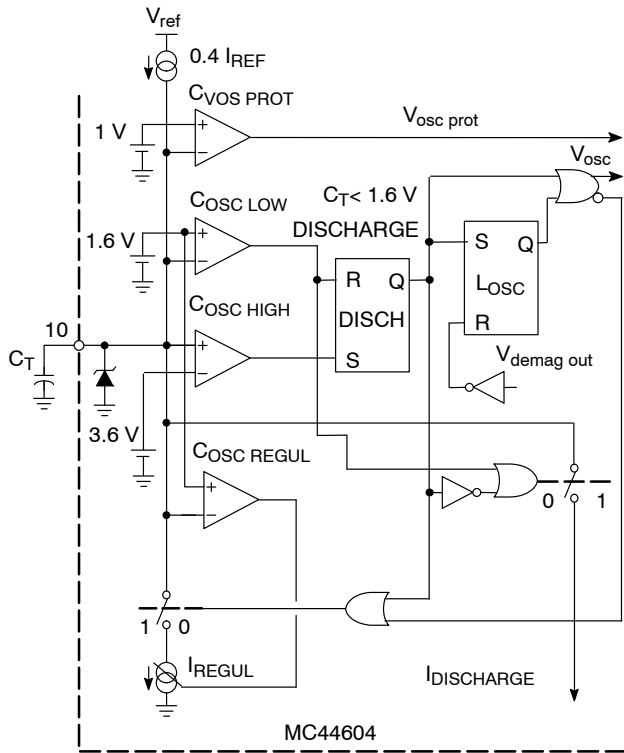 Vref
0.4 IREF
CVOS PROT
1 V
Vosc prot
Vosc
COSC LOW
CT< 1.6 V
DISCHARGE
1.6 V
S Q
LOSC
R
R Q
DISCH
S
COSC HIGH
10
CT
Vdemag out
3.6 V
COSC REGUL
0 1
1 0
IREGUL
IDISCHARGE
MC44604